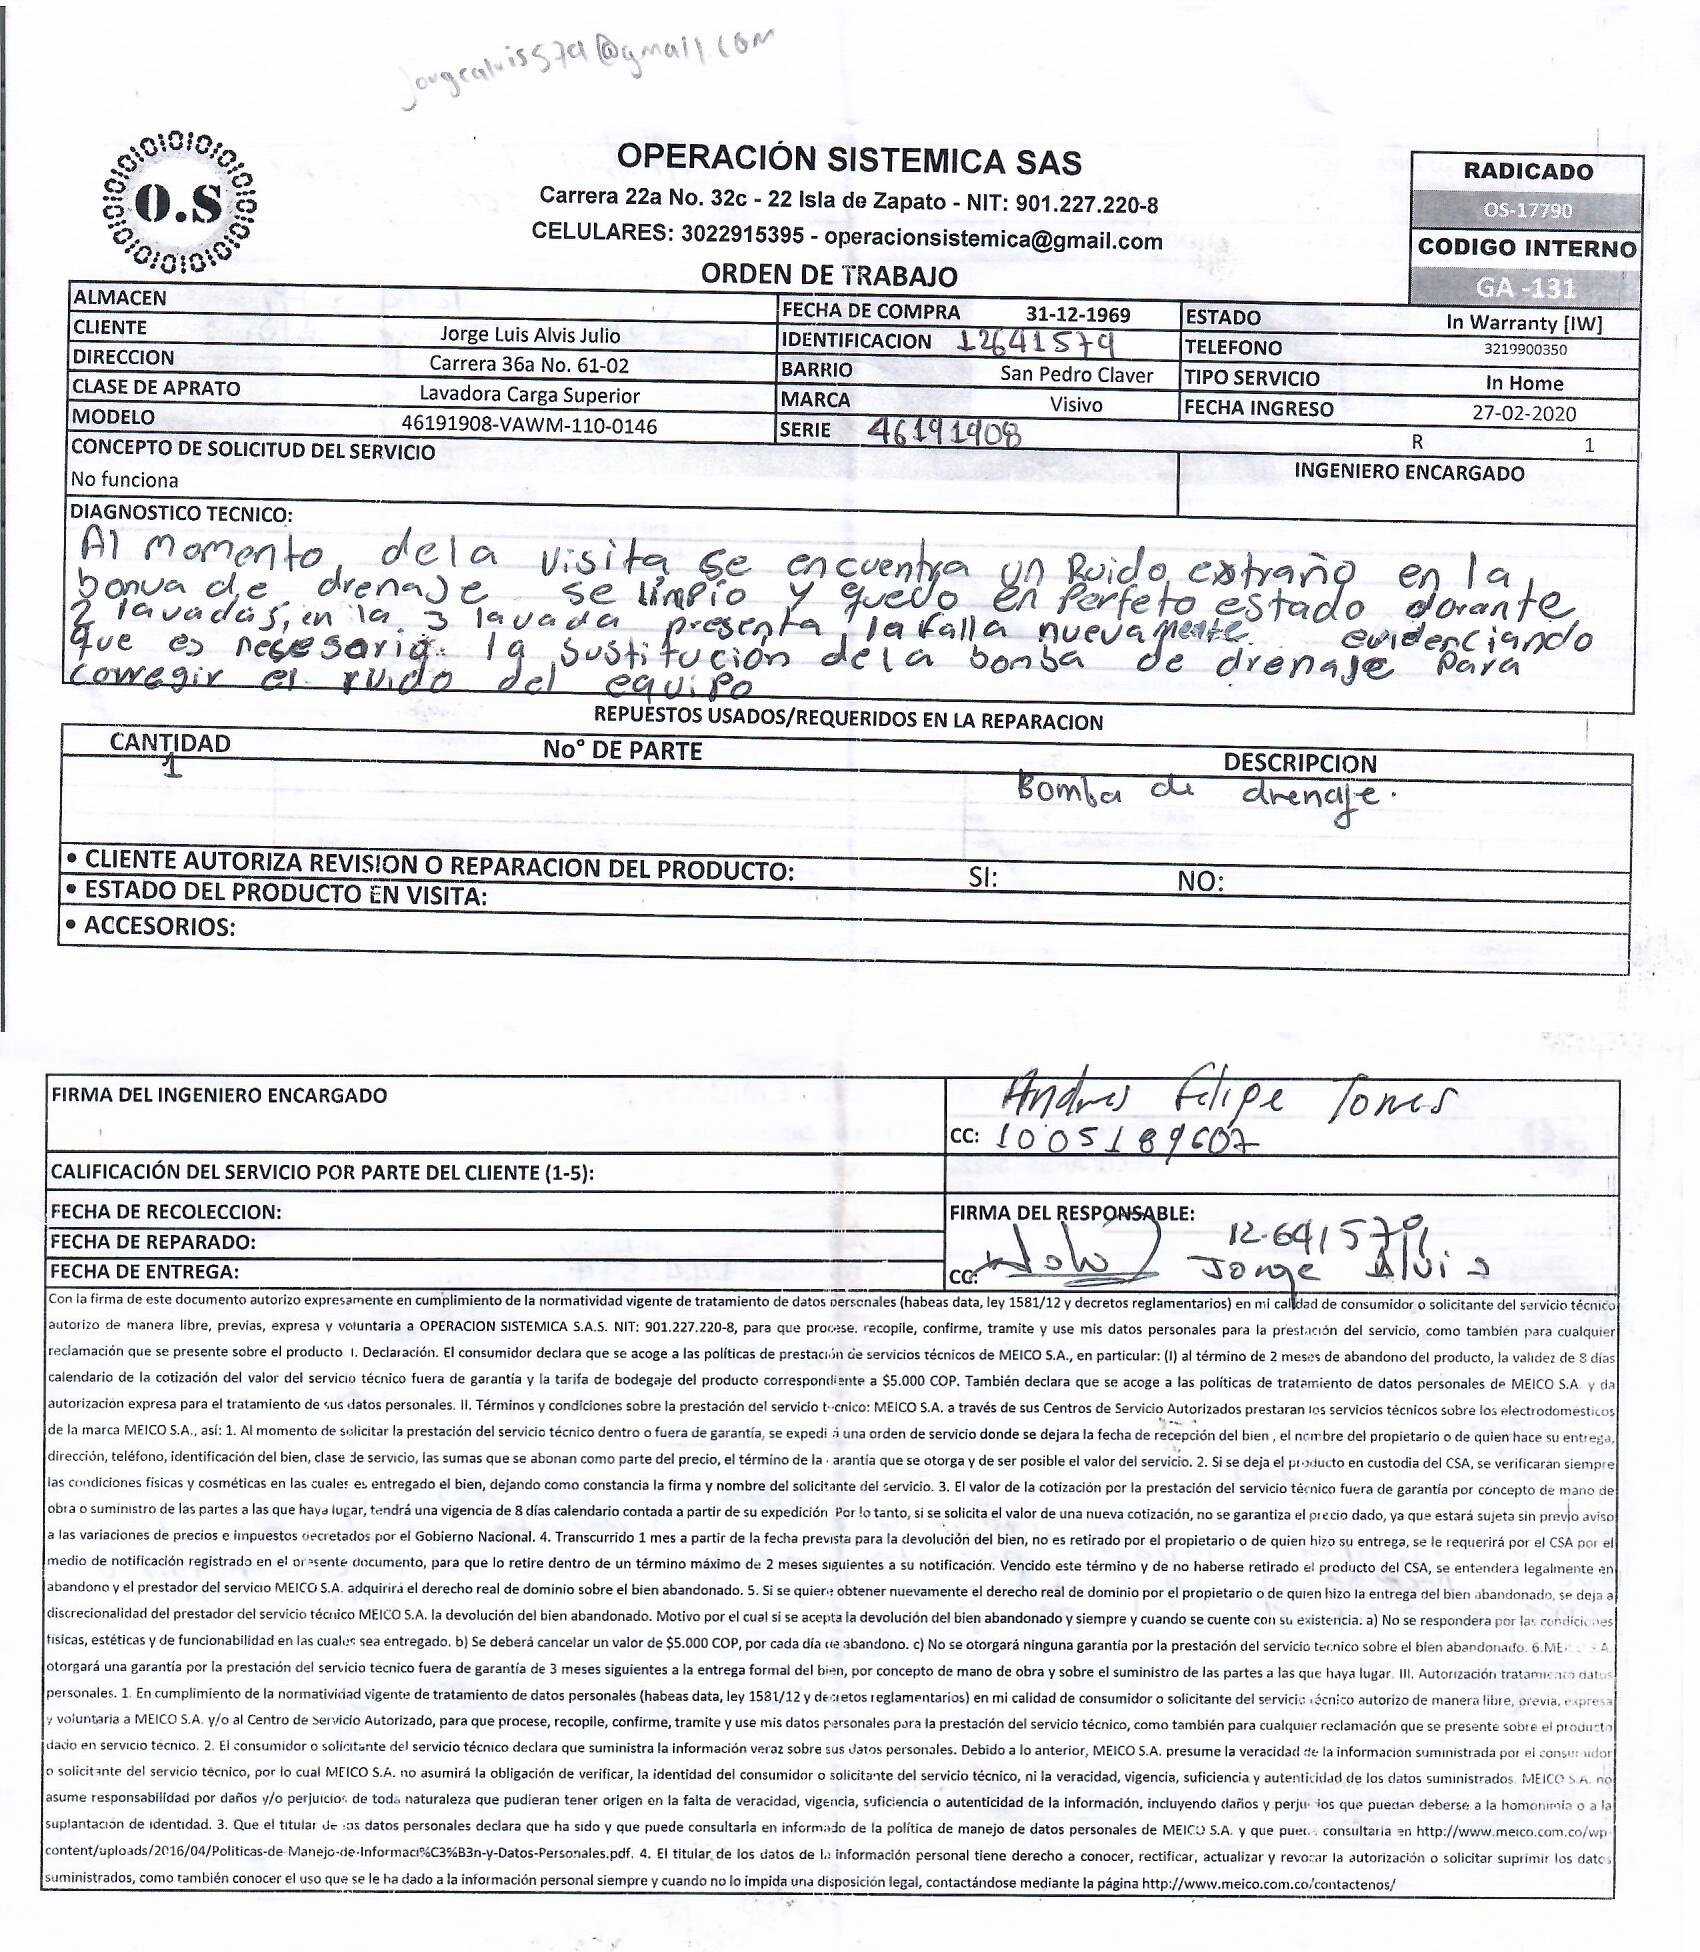 jorgealvis579@gmail.com
O.S
OPERACIÓN SISTEMICA SAS
Carrera 22a No. 32c - 22 Isla de Zapato - NIT: 901.227.220-8
CELULARES: 3022915395 - operacionsistemica@gmail.com
ORDEN DE TRABAJO
RADICADO
OS-17790
CODIGO INTERNO
GA -131
ALMACEN
FECHA DE COMPRA 31-12-1969
ESTADO In Warranty [IW]
CLIENTE Jorge Luis Alvis Julio
IDENTIFICACION 12641579
TELEFONO 3219900350
DIRECCION Carrera 36a No. 61-02
BARRIO San Pedro Claver
TIPO SERVICIO In Home
CLASE DE APRATO Lavadora Carga Superior
MARCA Visivo
FECHA INGRESO 27-02-2020
MODELO 46191908-VAWM-110-0146
SERIE 46191908
R 1
CONCEPTO DE SOLICITUD DEL SERVICIO
INGENIERO ENCARGADO
No funciona
DIAGNOSTICO TECNICO:
Al momento dela visita se encuentra un Ruido extraño en la
bonva de drenaje se limpio y quedo en Perfeto estado dorante
2 lavadas, en la 3 lavada presenta la falla nuevamente evidenciando
que es nesesaria la sustitución dela bomba de drenaje para
corregir el ruido del equipo
REPUESTOS USADOS/REQUERIDOS EN LA REPARACION
CANTIDAD No° DE PARTE DESCRIPCION
1 Bomba de drenaje.
• CLIENTE AUTORIZA REVISION O REPARACION DEL PRODUCTO: SI: NO:
• ESTADO DEL PRODUCTO EN VISITA:
• ACCESORIOS:
FIRMA DEL INGENIERO ENCARGADO
Andres Felipe Torres
CC: 1005189607
CALIFICACIÓN DEL SERVICIO POR PARTE DEL CLIENTE (1-5):
FECHA DE RECOLECCION:
FIRMA DEL RESPONSABLE:
12.641579
FECHA DE REPARADO:
FECHA DE ENTREGA:
CC: Jorge Alvis
Con la firma de este documento autorizo expresamente en cumplimiento de la normatividad vigente de tratamiento de datos personales (habeas data, ley 1581/12 y decretos reglamentarios) en mi calidad de consumidor o solicitante del servicio técnico
autorizo de manera libre, previas, expresa y voluntaria a OPERACION SISTEMICA S.A.S. NIT: 901.227.220-8, para que procese, recopile, confirme, tramite y use mis datos personales para la prestación del servicio, como tambien para cualquier
reclamación que se presente sobre el producto I. Declaración. El consumidor declara que se acoge a las políticas de prestación de servicios técnicos de MEICO S.A., en particular: (I) al término de 2 meses de abandono del producto, la validez de 8 días
calendario de la cotización del valor del servicio técnico fuera de garantía y la tarifa de bodegaje del producto correspondiente a $5.000 COP. También declara que se acoge a las políticas de tratamiento de datos personales de MEICO S.A. y da
autorización expresa para el tratamiento de sus datos personales. II. Términos y condiciones sobre la prestación del servicio técnico: MEICO S.A. a través de sus Centros de Servicio Autorizados prestaran los servicios técnicos sobre los electrodomesticos
de la marca MEICO S.A., así: 1. Al momento de solicitar la prestación del servicio técnico dentro o fuera de garantía, se expedirá una orden de servicio donde se dejara la fecha de recepción del bien , el nombre del propietario o de quien hace su entrega,
dirección, teléfono, identificación del bien, clase de servicio, las sumas que se abonan como parte del precio, el término de la garantía que se otorga y de ser posible el valor del servicio. 2. Si se deja el producto en custodia del CSA, se verificaran siempre
las condiciones físicas y cosméticas en las cuales es entregado el bien, dejando como constancia la firma y nombre del solicitante del servicio. 3. El valor de la cotización por la prestación del servicio técnico fuera de garantía por concepto de mano de
obra o suministro de las partes a las que haya lugar, tendrá una vigencia de 8 días calendario contada a partir de su expedición Por lo tanto, si se solicita el valor de una nueva cotización, no se garantiza el precio dado, ya que estará sujeta sin previo aviso
a las variaciones de precios e impuestos decretados por el Gobierno Nacional. 4. Transcurrido 1 mes a partir de la fecha prevista para la devolución del bien, no es retirado por el propietario o de quien hizo su entrega, se le requerirá por el CSA por el
medio de notificación registrado en el presente documento, para que lo retire dentro de un término máximo de 2 meses siguientes a su notificación. Vencido este término y de no haberse retirado el producto del CSA, se entendera legalmente en
abandono y el prestador del servicio MEICO S.A. adquirirá el derecho real de dominio sobre el bien abandonado. 5. Si se quiere obtener nuevamente el derecho real de dominio por el propietario o de quien hizo la entrega del bien abandonado, se deja a
discrecionalidad del prestador del servicio técnico MEICO S.A. la devolución del bien abandonado. Motivo por el cual si se acepta la devolución del bien abandonado y siempre y cuando se cuente con su existencia. a) No se respondera por las condiciones
físicas, estéticas y de funcionabilidad en las cuales sea entregado. b) Se deberá cancelar un valor de $5.000 COP, por cada día de abandono. c) No se otorgará ninguna garantía por la prestación del servicio tecnico sobre el bien abandonado. 6.
otorgará una garantía por la prestación del servicio técnico fuera de garantía de 3 meses siguientes a la entrega formal del bien, por concepto de mano de obra y sobre el suministro de las partes a las que haya lugar. III. Autorización tratamiento datos
personales. 1. En cumplimiento de la normatividad vigente de tratamiento de datos personales (habeas data, ley 1581/12 y decretos reglamentarios) en mi calidad de consumidor o solicitante del servicio técnico autorizo de manera libre, previa, expresa
y voluntaria a MEICO S.A. y/o al Centro de Servicio Autorizado, para que procese, recopile, confirme, tramite y use mis datos personales para la prestación del servicio técnico, como también para cualquier reclamación que se presente sobre el producto
dado en servicio técnico. 2. El consumidor o solicitante del servicio técnico declara que suministra la información veraz sobre sus datos personales. Debido a lo anterior, MEICO S.A. presume la veracidad de la información suministrada por el consumidor
o solicitante del servicio técnico, por lo cual MEICO S.A. no asumirá la obligación de verificar, la identidad del consumidor o solicitante del servicio técnico, ni la veracidad, vigencia, suficiencia y autenticidad de los datos suministrados. MEICO S.A. no
asume responsabilidad por daños y/o perjuicios de toda naturaleza que pudieran tener origen en la falta de veracidad, vigencia, suficiencia o autenticidad de la información, incluyendo daños y perjuicios que puedan deberse a la homonimia o a la
suplantación de identidad. 3. Que el titular de los datos personales declara que ha sido y que puede consultarla en informado de la política de manejo de datos personales de MEICO S.A. y que puede consultarla en http://www.meico.com.co/wp
content/uploads/2016/04/Politicas-de-Manejo-de-Informaci%C3%B3n-y-Datos-Personales.pdf. 4. El titular de los datos de la información personal tiene derecho a conocer, rectificar, actualizar y revocar la autorización o solicitar suprimir los datos
suministrados, como también conocer el uso que se le ha dado a la información personal siempre y cuando no lo impida una disposición legal, contactándose mediante la página http://www.meico.com.co/contactenos/